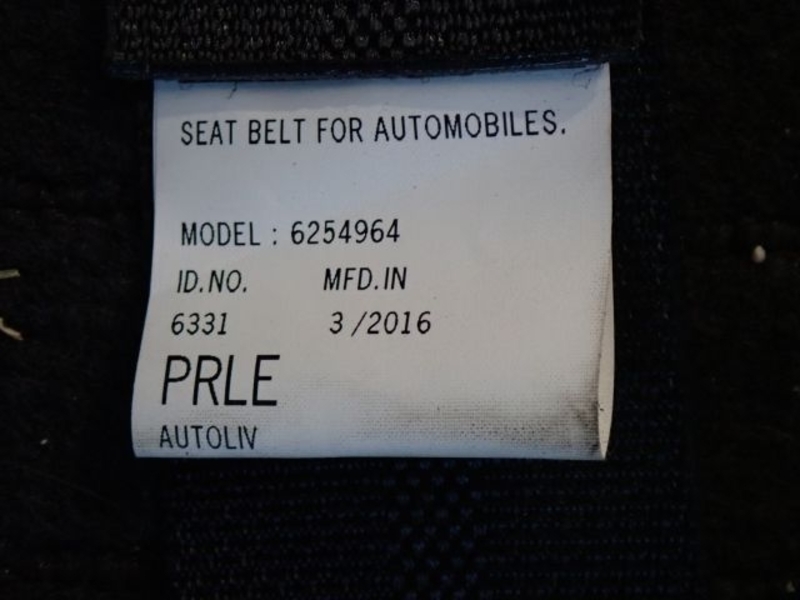 SEAT BELT FOR AUTOMOBILES.
MODEL : 6254964
ID.NO. MFD.IN
6331 3/2016
PRLE
AUTOLIV